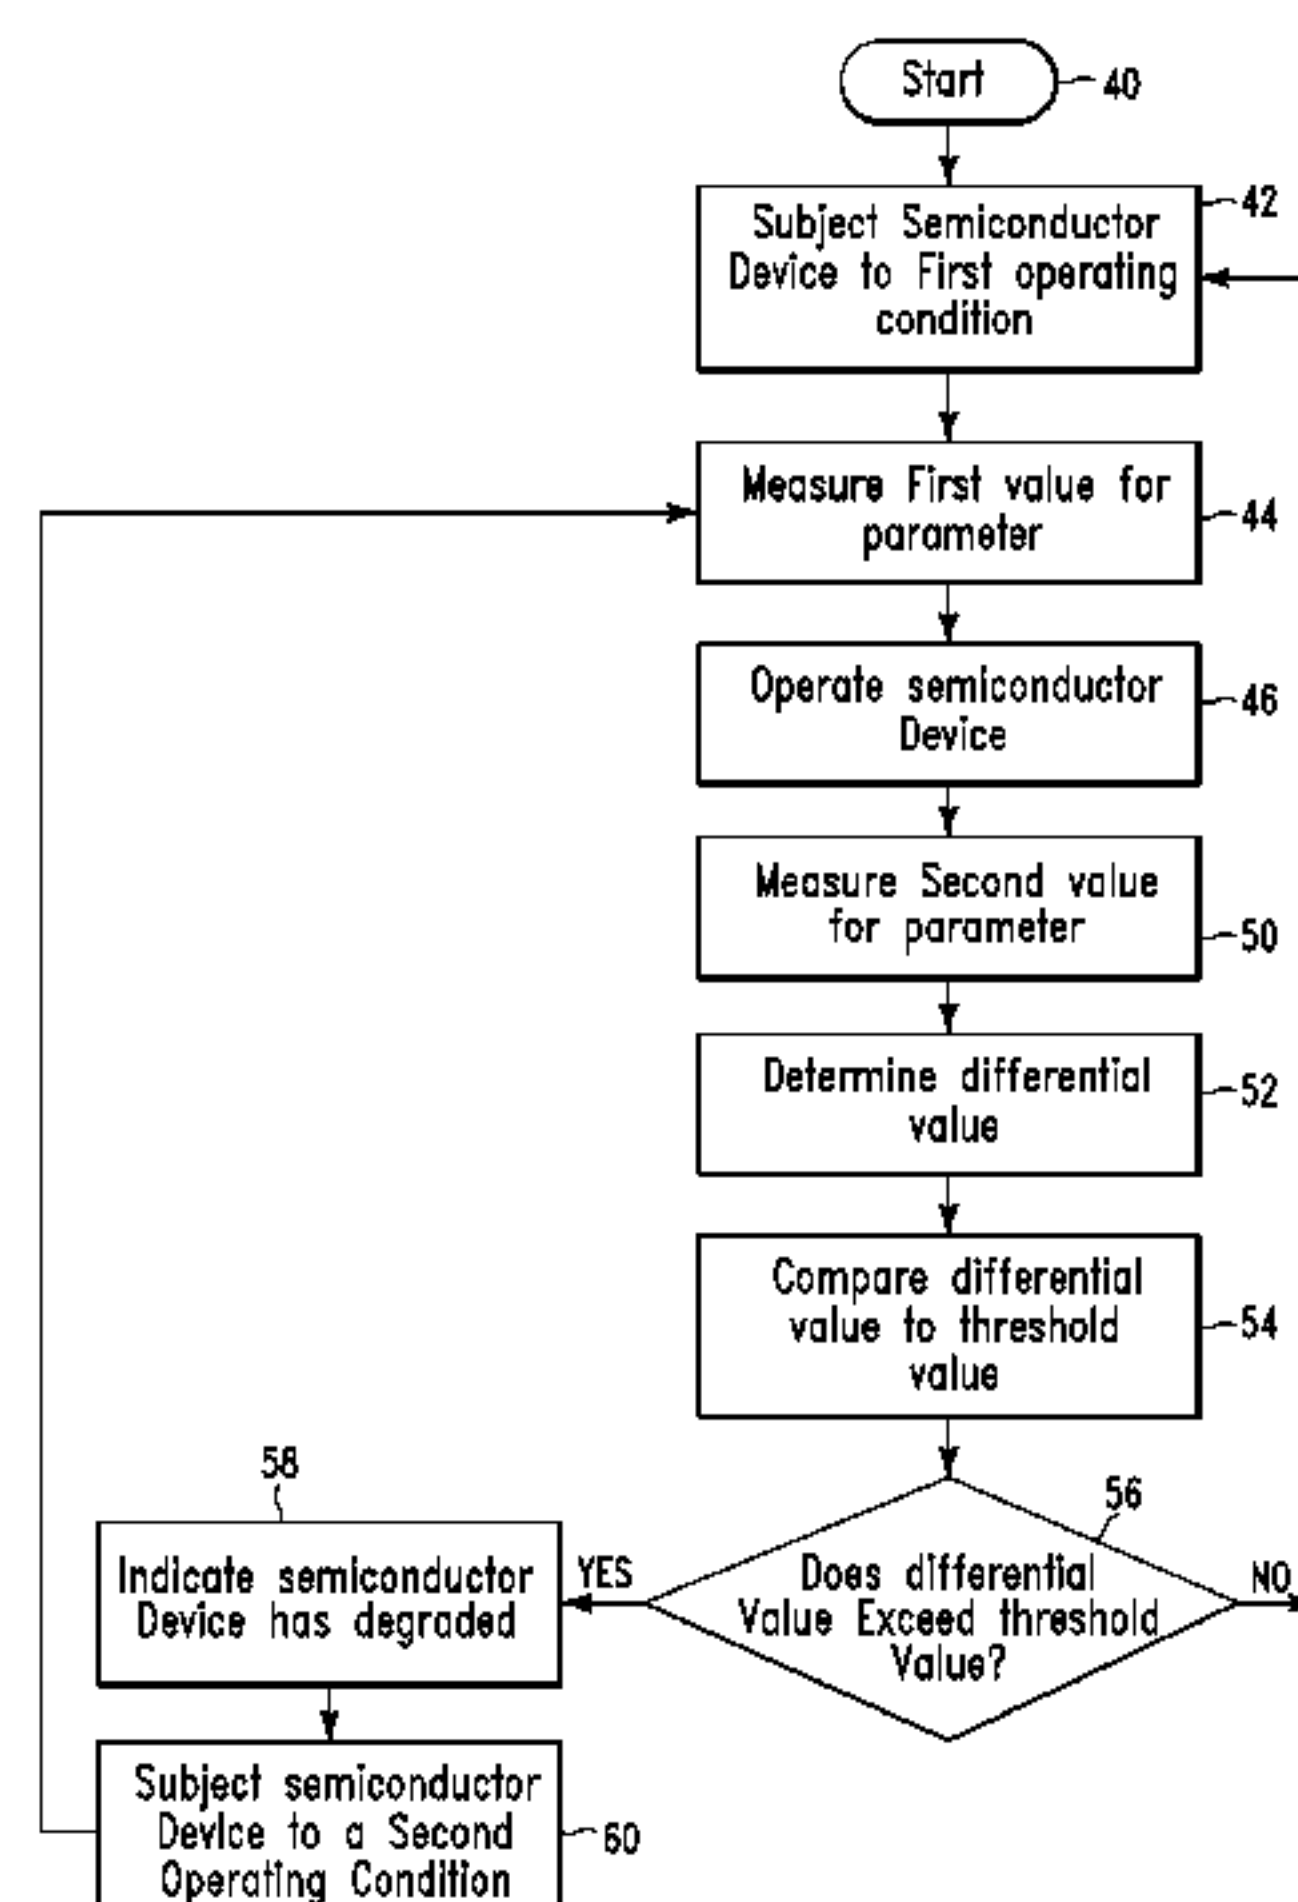 Start
40
Subject Semiconductor
Device to First operating
condition
42
Measure First value for
parameter
44
Operate semiconductor
Device
46
Measure Second value
for parameter
50
Determine differential
value
52
Compare differential
value to threshold
value
54
56
Does differential
Value Exceed threshold
Value?
YES
NO
58
Indicate semiconductor
Device has degraded
Subject semiconductor
Device to a Second
Operating Condition
60